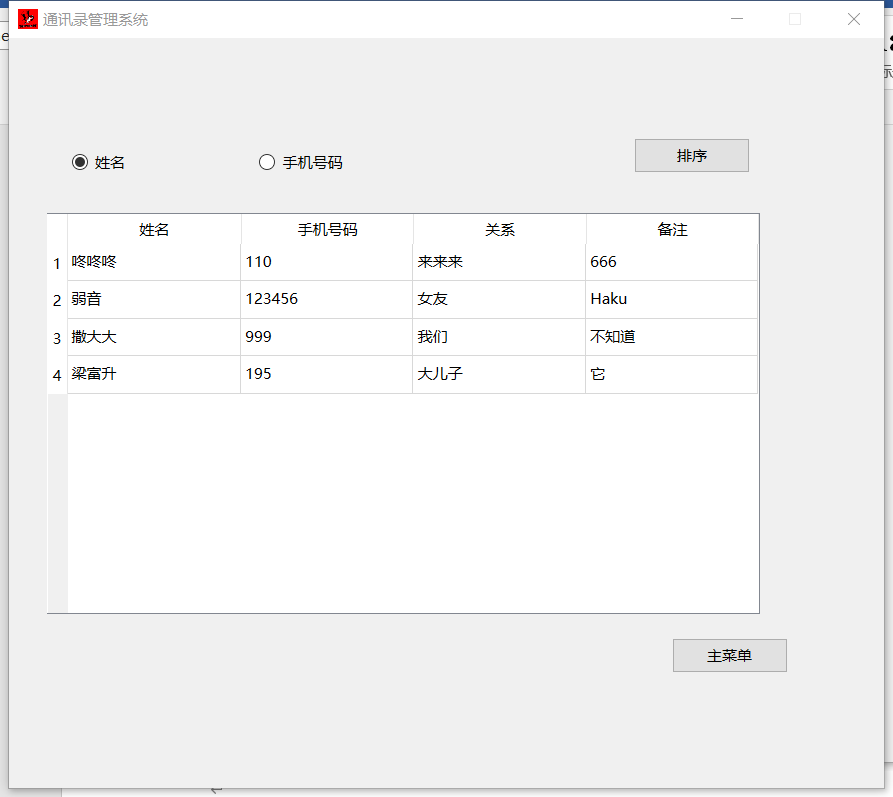 通讯录管理系统
姓名 手机号码 排序
姓名 手机号码 关系 备注
1 咚咚咚 110 来来来 666
2 弱音 123456 女友 Haku
3 撒大大 999 我们 不知道
4 梁富升 195 大儿子 它
主菜单